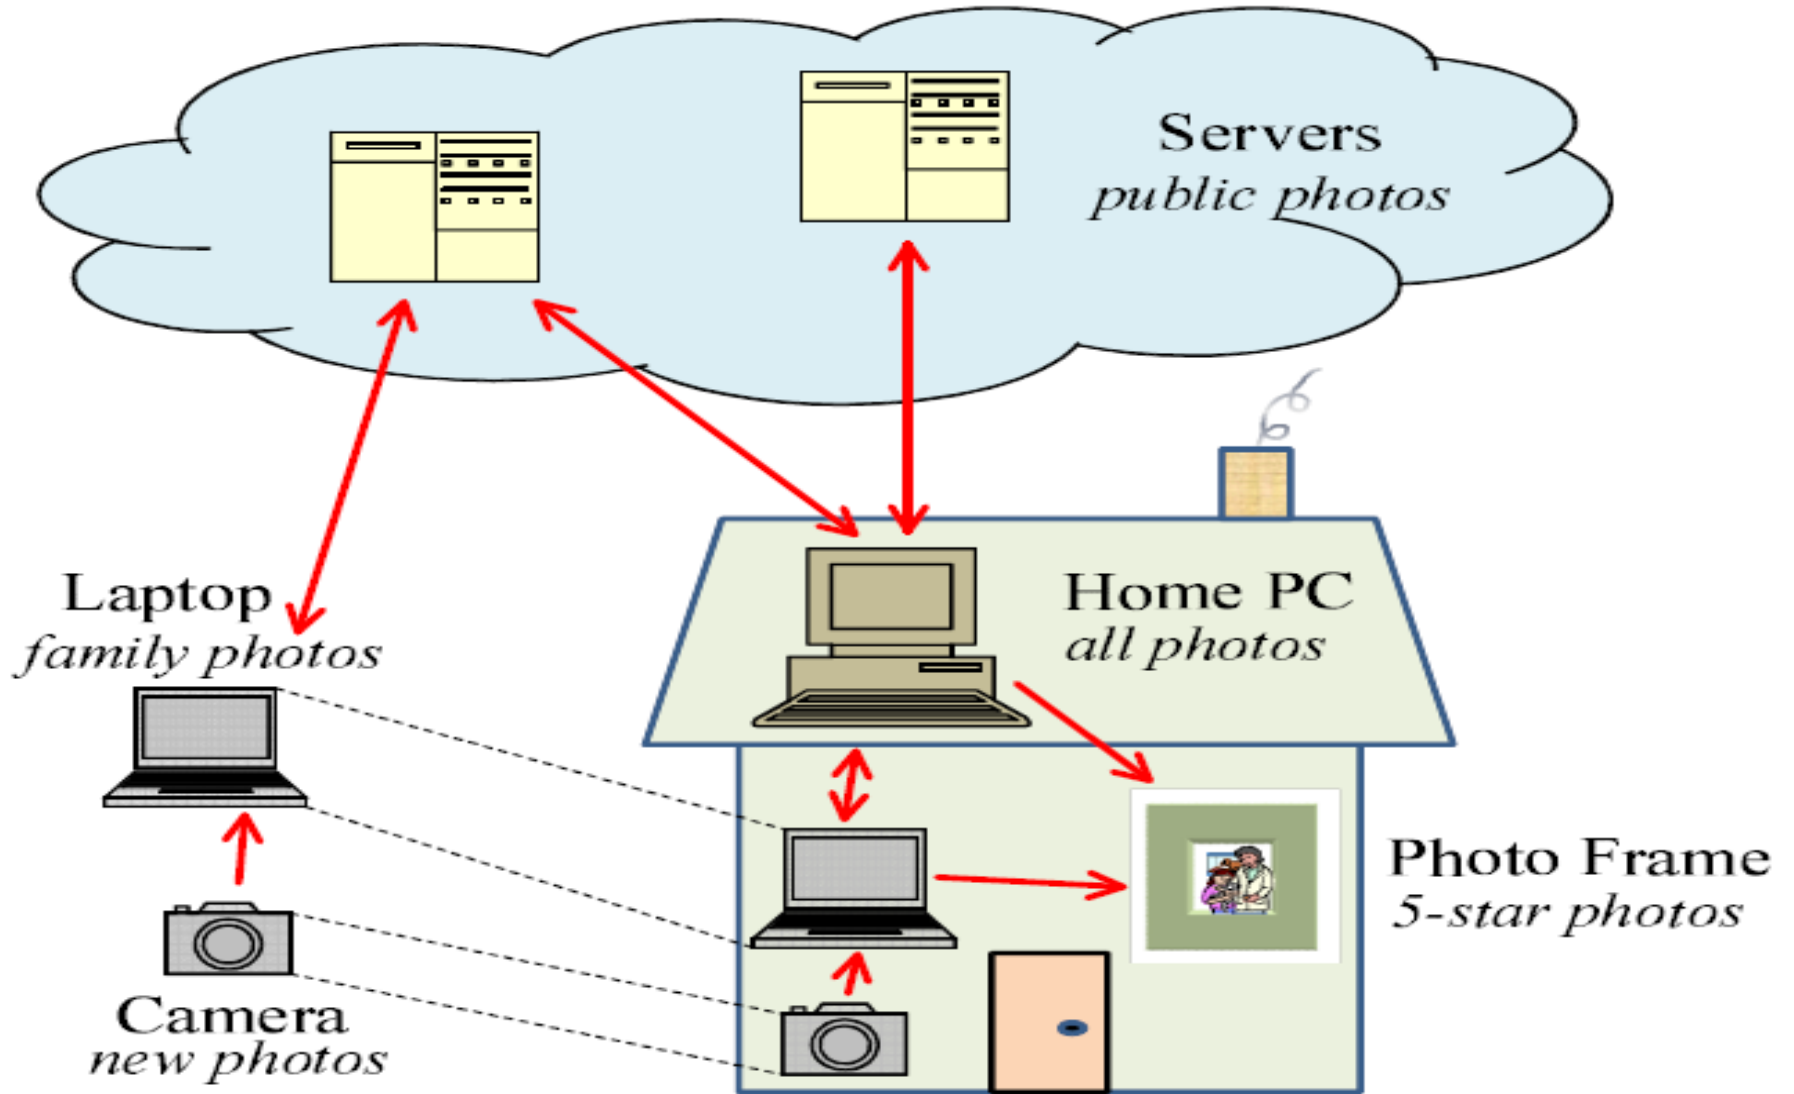 Servers
public photos
Laptop
family photos
Home PC
all photos
Photo Frame
5-star photos
Camera
new photos